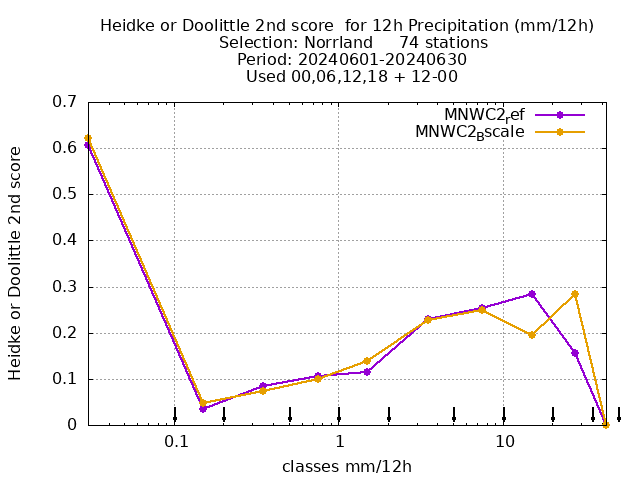 Heidke or Doolittle 2nd score  for 12h Precipitation (mm/12h)
Selection: Norrland     74 stations
Period: 20240601-20240630
Used 00,06,12,18 + 12-00
MNWC2_ref
MNWC2_Bscale
0.7
0.6
0.5
0.4
0.3
0.2
0.1
0
Heidke or Doolittle 2nd score
0.1 1 10
classes mm/12h